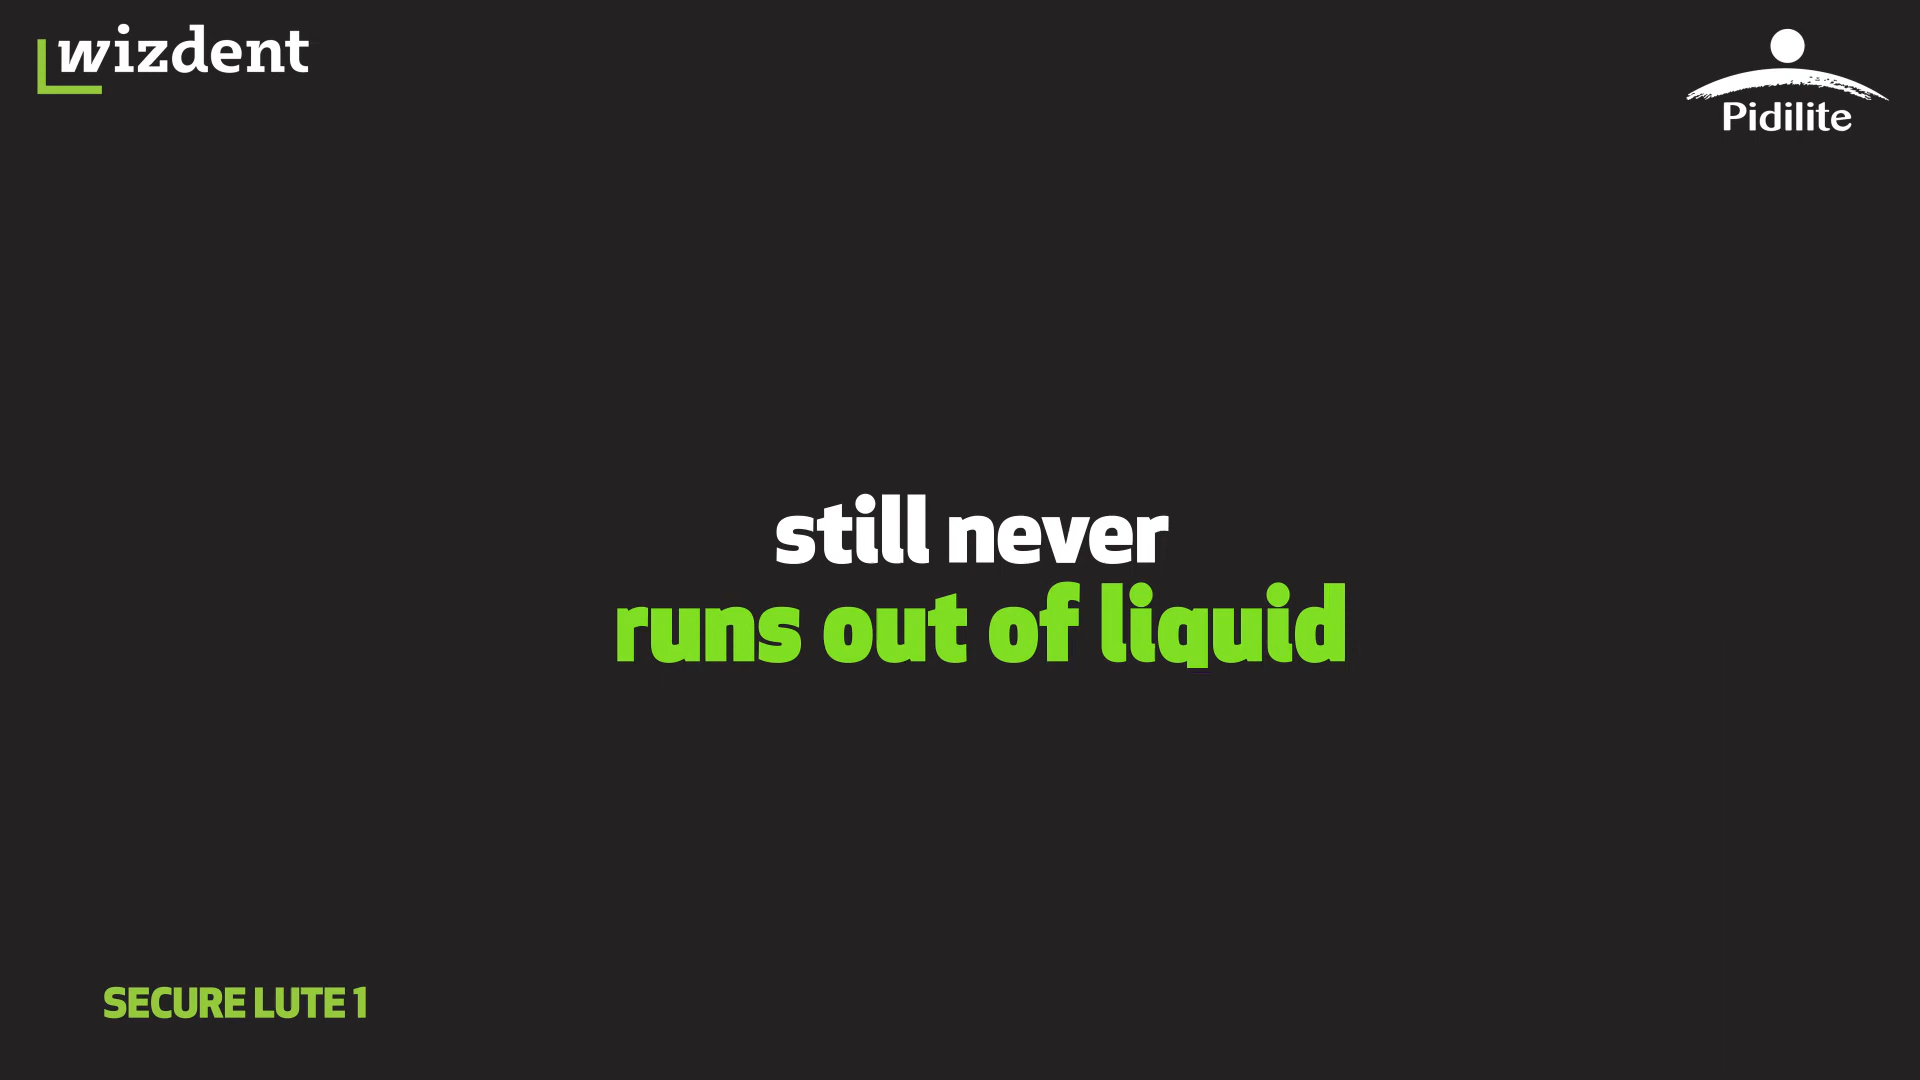 wizdent
Pidilite
still never
runs out of liquid
SECURE LUTE 1